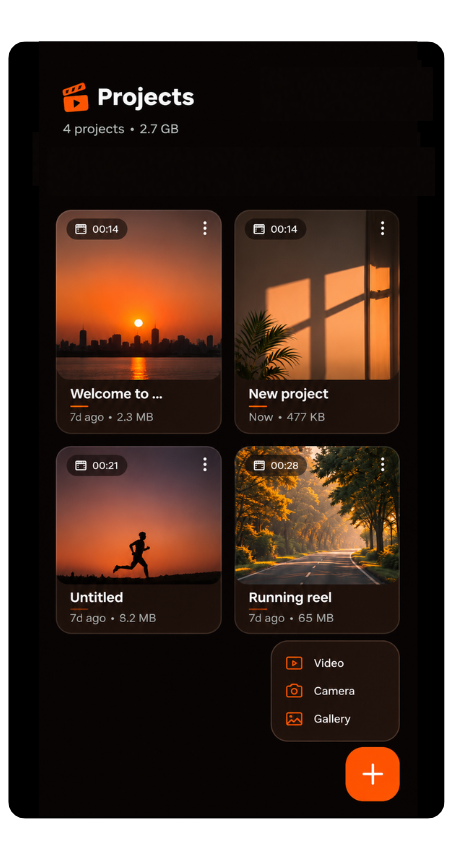 Projects
4 projects • 2.7 GB
00:14
00:14
Welcome to ...
7d ago • 2.3 MB
New project
Now • 477 KB
00:21
00:28
Untitled
7d ago • 8.2 MB
Running reel
7d ago • 65 MB
Video
Camera
Gallery